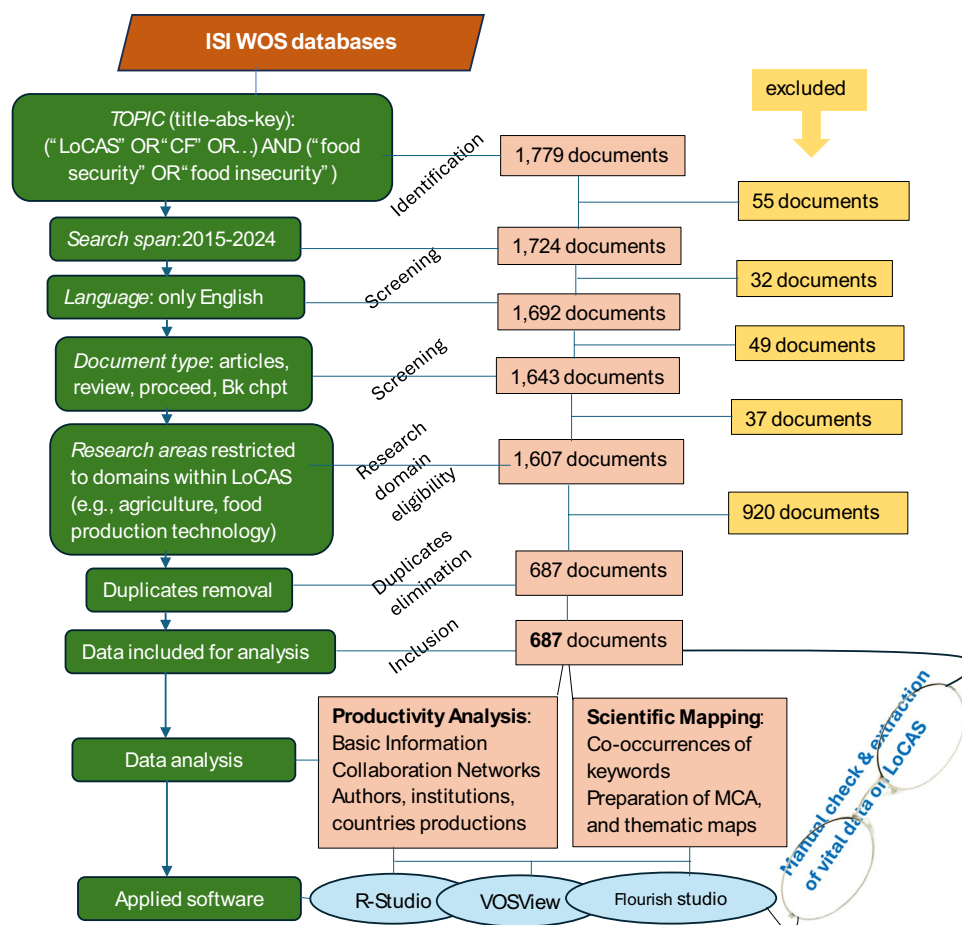 ISI WOS databases
excluded
TOPIC (title-abs-key):
(“LoCAS” OR“CF” OR…) AND (“food
security” OR“food insecurity”)
Identification
1,779 documents
55 documents
Search span:2015-2024
Screening
1,724 documents
32 documents
Language: only English
1,692 documents
49 documents
Document type: articles,
review, proceed, Bk chpt
Screening
1,643 documents
37 documents
Research areas restricted
to domains within LoCAS
(e.g., agriculture, food
production technology)
Research
domain
eligibility
1,607 documents
920 documents
Duplicates removal
Duplicates
elimination
687 documents
Data included for analysis
Inclusion
687 documents
Manual check & extraction
of vital data on LoCAS
Data analysis
Productivity Analysis:
Basic Information
Collaboration Networks
Authors, institutions,
countries productions
Scientific Mapping:
Co-occurrences of
keywords
Preparation of MCA,
and thematic maps
Applied software
R-Studio
VOSView
Flourish studio